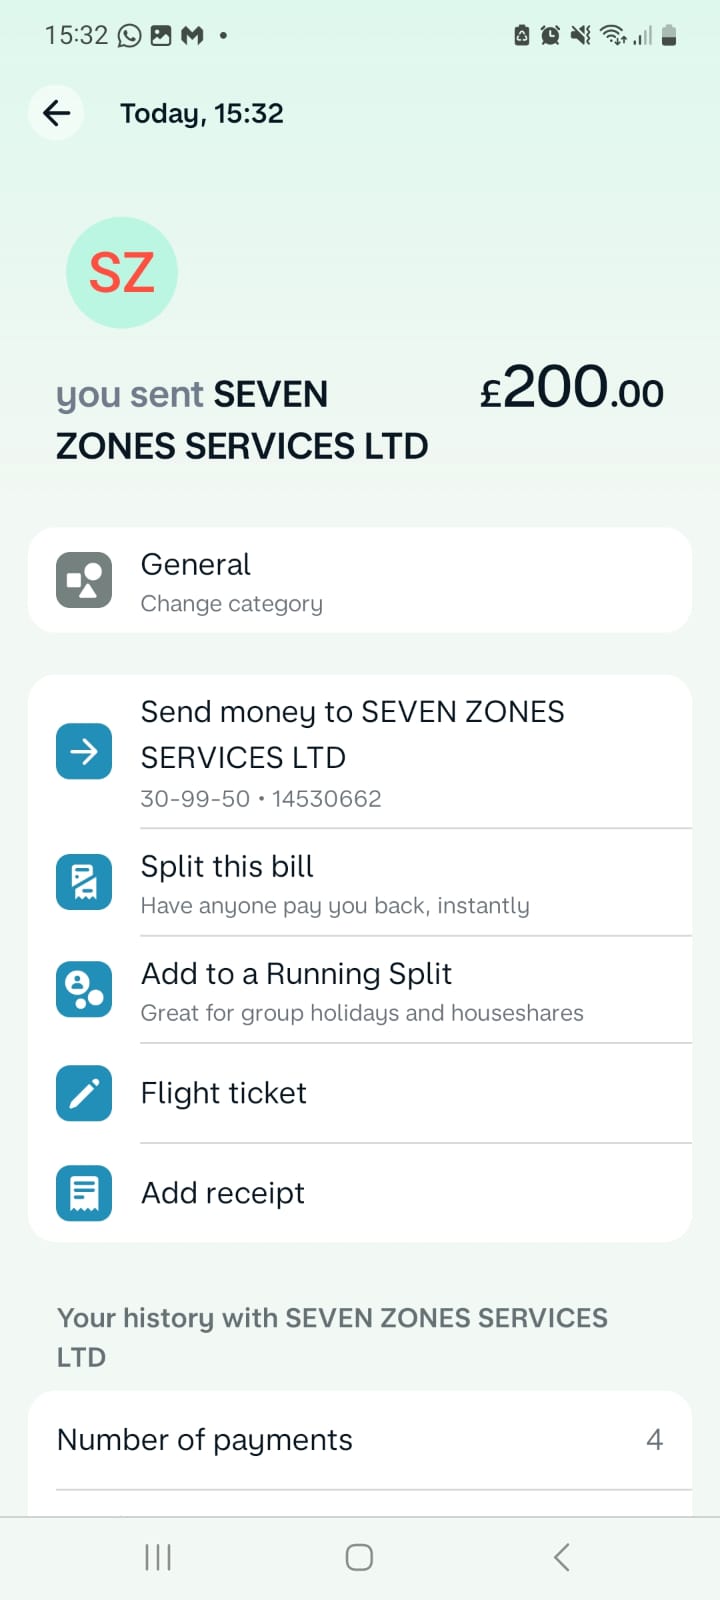 15:32
Today, 15:32
SZ
you sent SEVEN
ZONES SERVICES LTD
£200.00
General
Change category
Send money to SEVEN ZONES
SERVICES LTD
30-99-50 • 14530662
Split this bill
Have anyone pay you back, instantly
Add to a Running Split
Great for group holidays and houseshares
Flight ticket
Add receipt
Your history with SEVEN ZONES SERVICES
LTD
Number of payments 4